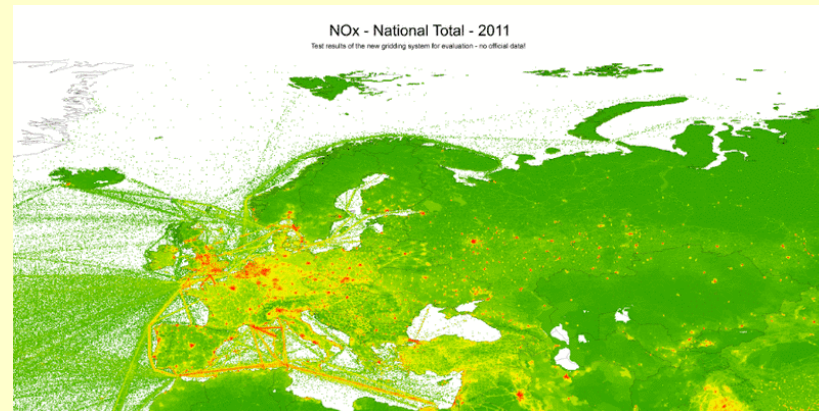 NOx - National Total - 2011
Test results of the new gridding system for evaluation - no official data!